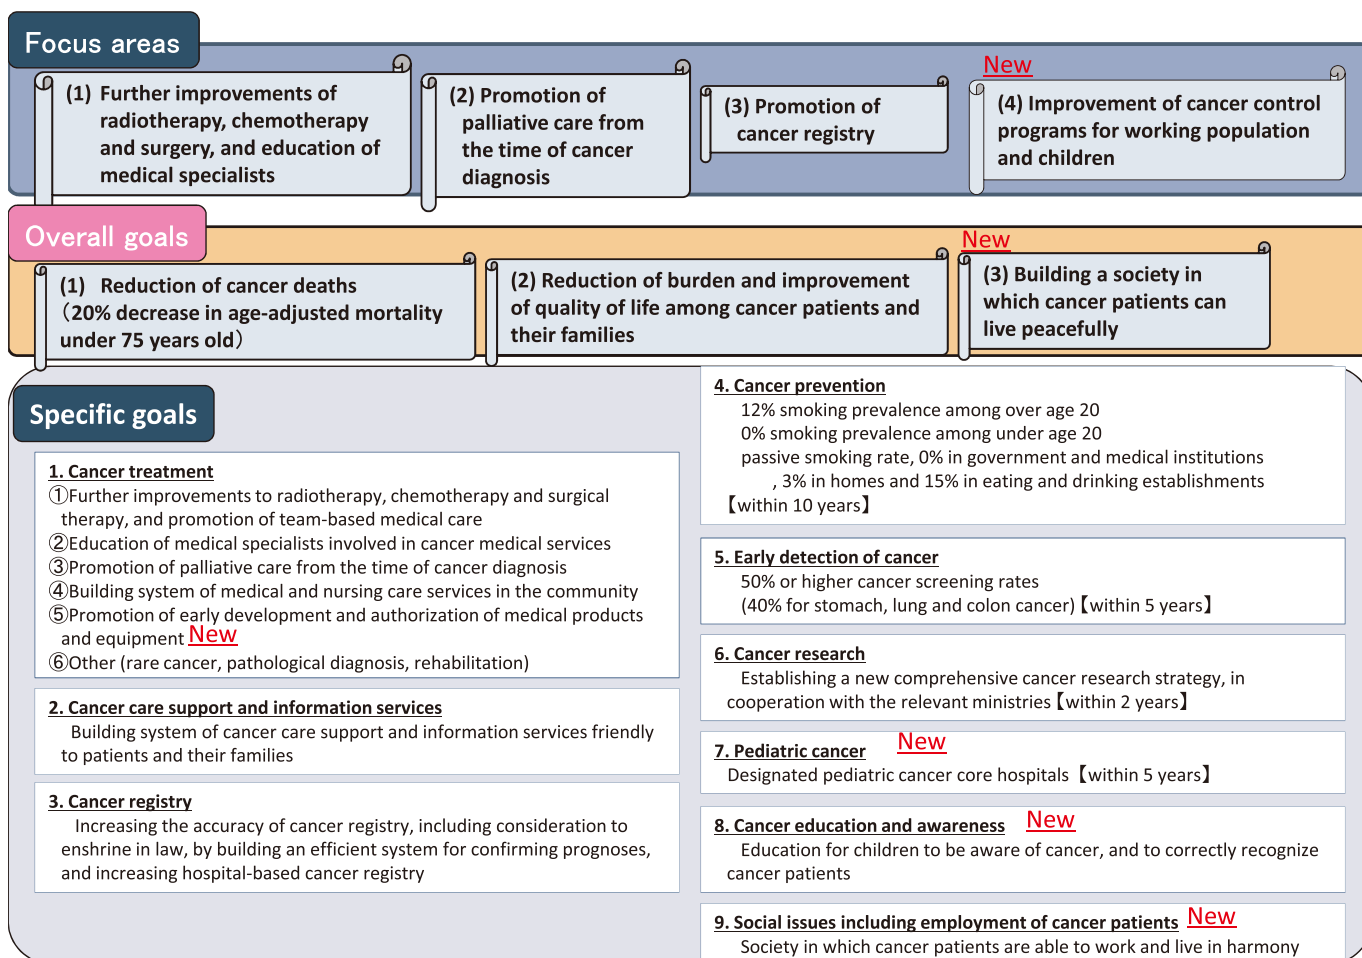 Focus areas
(1) Further improvements of
radiotherapy, chemotherapy
and surgery, and education of
medical specialists
(2) Promotion of
palliative care from
the time of cancer
diagnosis
(3) Promotion of
cancer registry
New
(4) Improvement of cancer control
programs for working population
and children
Overall goals
(1) Reduction of cancer deaths
（20% decrease in age-adjusted mortality
under 75 years old）
(2) Reduction of burden and improvement
of quality of life among cancer patients and
their families
New
(3) Building a society in
which cancer patients can
live peacefully
Specific goals
1. Cancer treatment
①Further improvements to radiotherapy, chemotherapy and surgical
therapy, and promotion of team-based medical care
②Education of medical specialists involved in cancer medical services
③Promotion of palliative care from the time of cancer diagnosis
④Building system of medical and nursing care services in the community
⑤Promotion of early development and authorization of medical products
and equipment New
⑥Other (rare cancer, pathological diagnosis, rehabilitation)
2. Cancer care support and information services
Building system of cancer care support and information services friendly
to patients and their families
3. Cancer registry
Increasing the accuracy of cancer registry, including consideration to
enshrine in law, by building an efficient system for confirming prognoses,
and increasing hospital-based cancer registry
4. Cancer prevention
12% smoking prevalence among over age 20
0% smoking prevalence among under age 20
passive smoking rate, 0% in government and medical institutions
, 3% in homes and 15% in eating and drinking establishments
【within 10 years】
5. Early detection of cancer
50% or higher cancer screening rates
(40% for stomach, lung and colon cancer)【within 5 years】
6. Cancer research
Establishing a new comprehensive cancer research strategy, in
cooperation with the relevant ministries【within 2 years】
7. Pediatric cancer New
Designated pediatric cancer core hospitals【within 5 years】
8. Cancer education and awareness New
Education for children to be aware of cancer, and to correctly recognize
cancer patients
9. Social issues including employment of cancer patients New
Society in which cancer patients are able to work and live in harmony